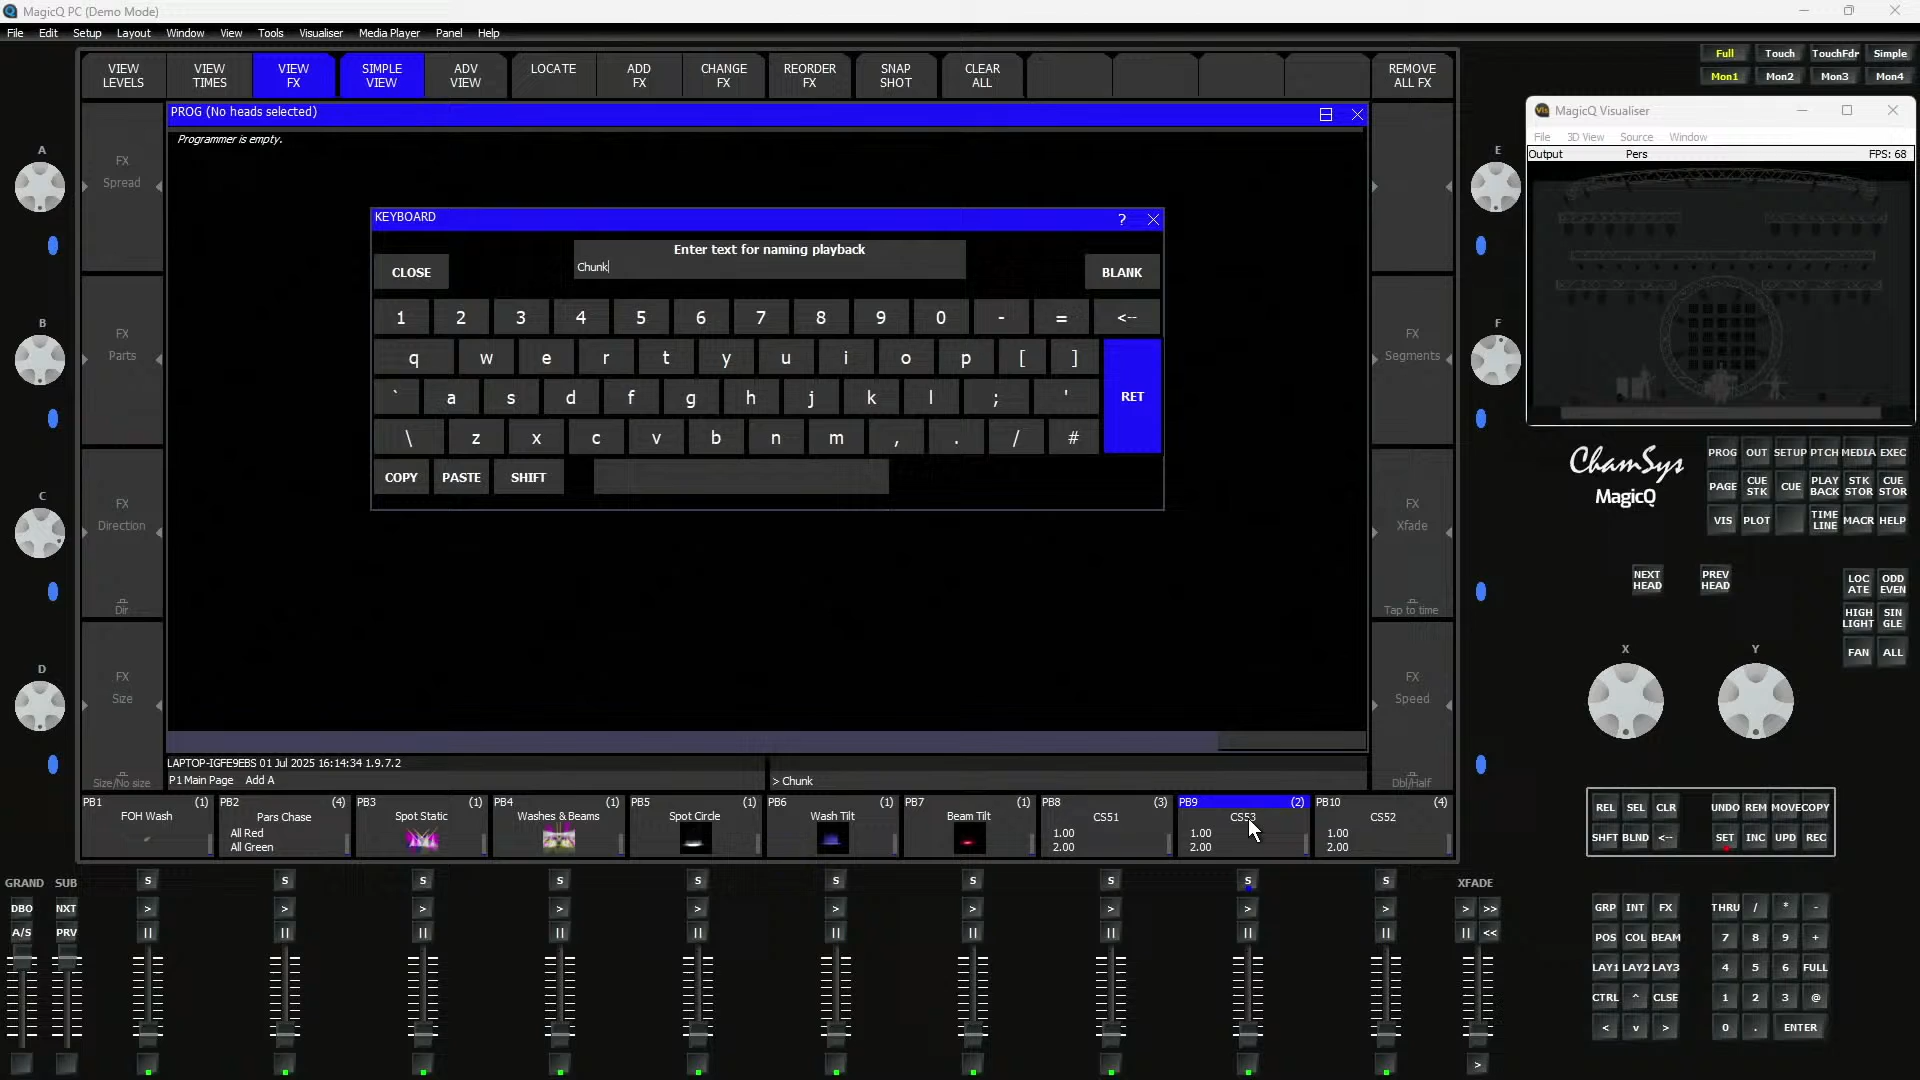 MagicQ PC (Demo Mode)
File Edit Setup Layout Window View Tools Visualiser Media Player Panel Help
VIEW LEVELS
VIEW TIMES
VIEW FX
SIMPLE VIEW
ADV VIEW
LOCATE
ADD FX
CHANGE FX
REORDER FX
SNAP SHOT
CLEAR ALL
REMOVE ALL FX
Full Touch TouchFdr Simple
Mon1 Mon2 Mon3 Mon4
PROG (No heads selected)
Programmer is empty.
MagicQ Visualiser
File 3D View Source Window
Output Pers FPS: 68
A
FX Spread
B
FX Parts
C
FX Direction
Dir
D
FX Size
Size/No size
KEYBOARD ?
CLOSE
Enter text for naming playback
Chunk
BLANK
1 2 3 4 5 6 7 8 9 0 - = <--
q w e r t y u i o p [ ]
` a s d f g h j k l ; '
RET
\ z x c v b n m , . / #
COPY PASTE SHIFT
E
F
FX Segments
FX Xfade
Tap to time
FX Speed
Dbl/Half
ChamSys
MagicQ
PROG OUT SETUP PTCH MEDIA EXEC
PAGE CUE STK CUE PLAY BACK STK STOR CUE STOR
VIS PLOT TIME LINE MACR HELP
NEXT HEAD PREV HEAD
LOC ATE ODD EVEN
HIGH LIGHT SIN GLE
FAN ALL
X Y
LAPTOP-IGFE9EBS 01 Jul 2025 16:14:34 1.9.7.2
P1 Main Page Add A
> Chunk
PB1 (1) PB2 (4) PB3 (1) PB4 (1) PB5 (1) PB6 (1) PB7 (1) PB8 (3) PB9 (2) PB10 (4)
FOH Wash Pars Chase Spot Static Washes & Beams Spot Circle Wash Tilt Beam Tilt CS51 CS53 CS52
All Red 1.00 1.00 1.00
All Green 2.00 2.00 2.00
REL SEL CLR UNDO REM MOVE COPY
SHFT BLND <-- SET INC UPD REC
GRAND SUB
S S S S S S S S S S
XFADE
DBO NXT > > > > > > > > > > > >>
A/S PRV || || || || || || || || || || || <<
GRP INT FX THRU / * -
POS COL BEAM 7 8 9 +
LAY1 LAY2 LAY3 4 5 6 FULL
CTRL ^ CLSE 1 2 3 @
< v > 0 . ENTER
>